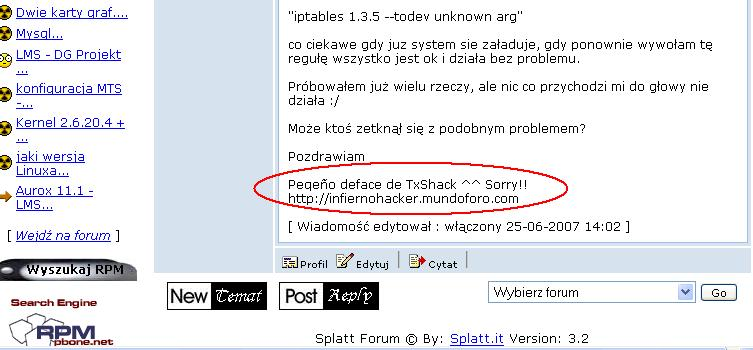 Dwie karty graf....
Mysql...
LMS - DG Projekt
...
konfiguracja MTS
-...
Kernel 2.6.20.4 +
...
jaki wersja
Linuxa...
Aurox 11.1 -
LMS...
[ Wejdź na forum ]
Wyszukaj RPM
Search Engine
RPM
pbone.net
"iptables 1.3.5 --todev unknown arg"
co ciekawe gdy juz system sie załaduje, gdy ponownie wywołam tę
regułę wszystko jest ok i działa bez problemu.
Próbowałem już wielu rzeczy, ale nic co przychodzi mi do głowy nie
działa :/
Może ktoś zetknął się z podobnym problemem?
Pozdrawiam
Peqeño deface de TxShack ^^ Sorry!!
http://infiernohacker.mundoforo.com
[ Wiadomość edytował : włączony 25-06-2007 14:02 ]
Profil Edytuj Cytat
New Temat Post Reply Wybierz forum Go
Splatt Forum © By: Splatt.it Version: 3.2